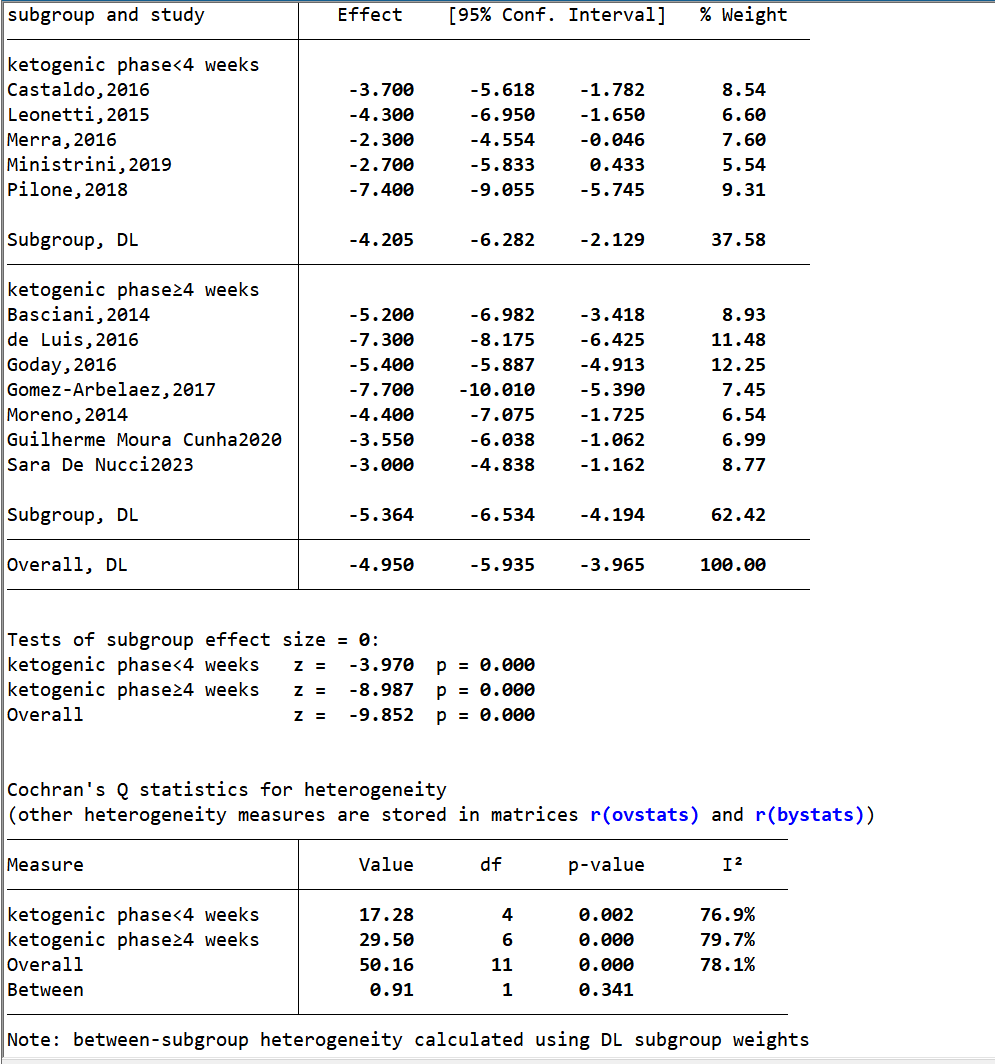 subgroup and study Effect [95% Conf. Interval] % Weight
ketogenic phase<4 weeks
Castaldo,2016 -3.700 -5.618 -1.782 8.54
Leonetti,2015 -4.300 -6.950 -1.650 6.60
Merra,2016 -2.300 -4.554 -0.046 7.60
Ministrini,2019 -2.700 -5.833 0.433 5.54
Pilone,2018 -7.400 -9.055 -5.745 9.31
Subgroup, DL -4.205 -6.282 -2.129 37.58
ketogenic phase≥4 weeks
Basciani,2014 -5.200 -6.982 -3.418 8.93
de Luis,2016 -7.300 -8.175 -6.425 11.48
Goday,2016 -5.400 -5.887 -4.913 12.25
Gomez-Arbelaez,2017 -7.700 -10.010 -5.390 7.45
Moreno,2014 -4.400 -7.075 -1.725 6.54
Guilherme Moura Cunha2020 -3.550 -6.038 -1.062 6.99
Sara De Nucci2023 -3.000 -4.838 -1.162 8.77
Subgroup, DL -5.364 -6.534 -4.194 62.42
Overall, DL -4.950 -5.935 -3.965 100.00
Tests of subgroup effect size = 0:
ketogenic phase<4 weeks z = -3.970 p = 0.000
ketogenic phase≥4 weeks z = -8.987 p = 0.000
Overall z = -9.852 p = 0.000
Cochran's Q statistics for heterogeneity
(other heterogeneity measures are stored in matrices r(ovstats) and r(bystats))
Measure Value df p-value I²
ketogenic phase<4 weeks 17.28 4 0.002 76.9%
ketogenic phase≥4 weeks 29.50 6 0.000 79.7%
Overall 50.16 11 0.000 78.1%
Between 0.91 1 0.341
Note: between-subgroup heterogeneity calculated using DL subgroup weights